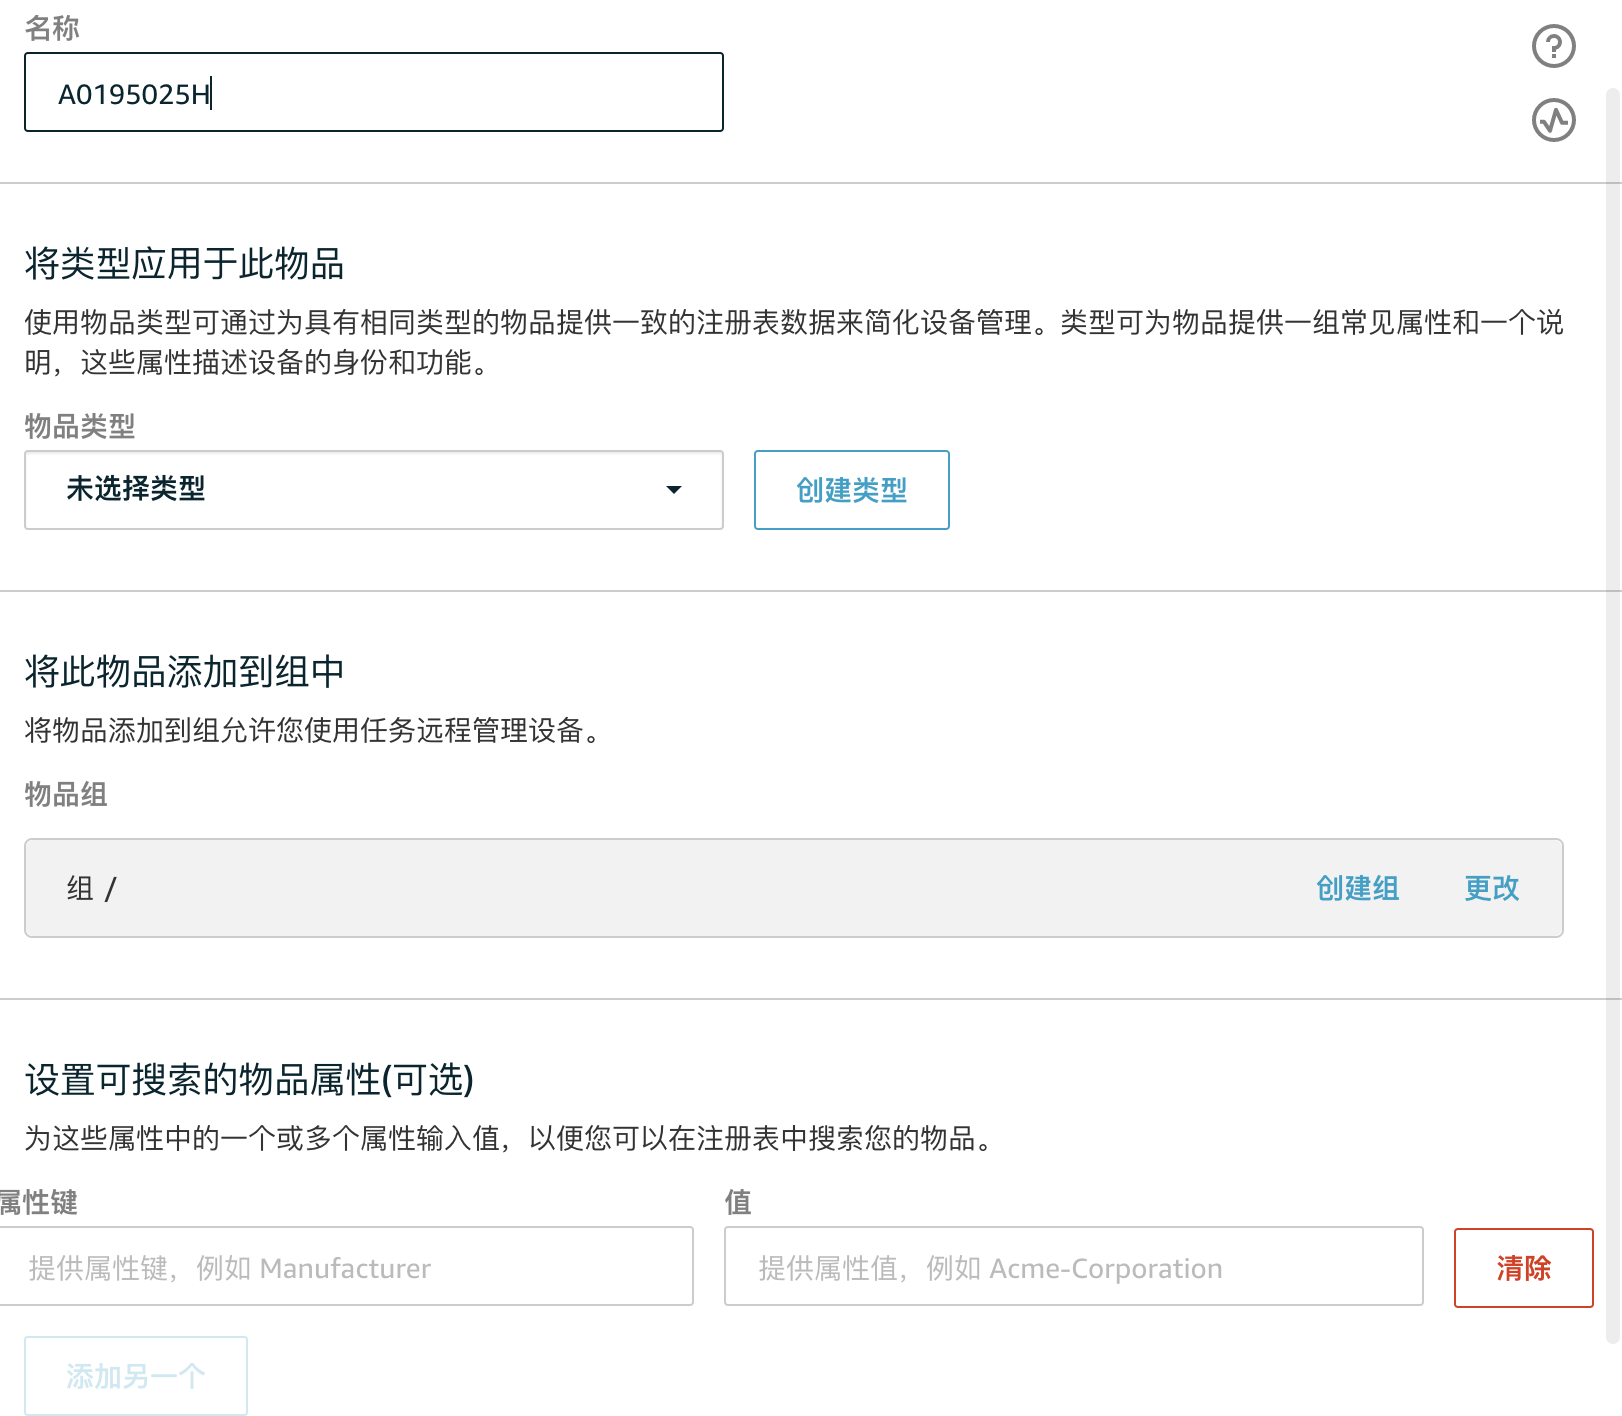 名称
A0195025H
将类型应用于此物品
使用物品类型可通过为具有相同类型的物品提供一致的注册表数据来简化设备管理。类型可为物品提供一组常见属性和一个说
明，这些属性描述设备的身份和功能。
物品类型
未选择类型
创建类型
将此物品添加到组中
将物品添加到组允许您使用任务远程管理设备。
物品组
组 /
创建组 更改
设置可搜索的物品属性(可选)
为这些属性中的一个或多个属性输入值，以便您可以在注册表中搜索您的物品。
属性键 值
提供属性键，例如 Manufacturer 提供属性值，例如 Acme-Corporation 清除
添加另一个